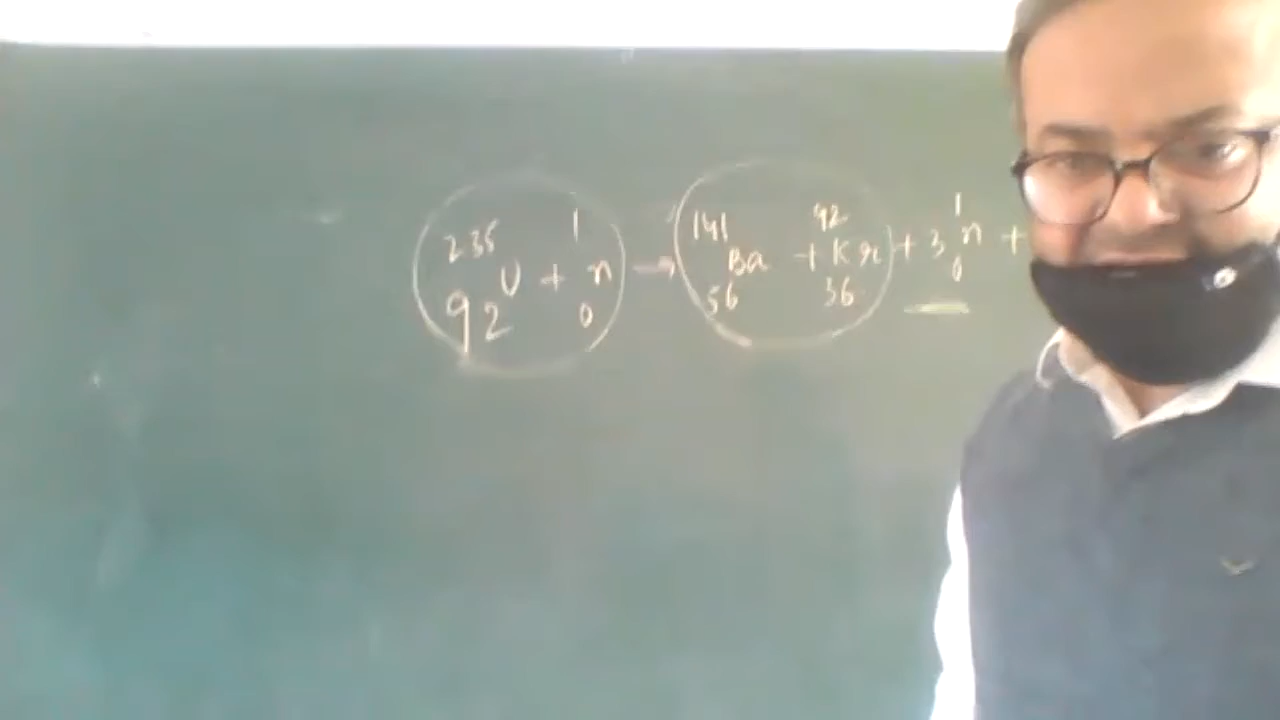 ²³⁵₉₂U + ¹₀n → ¹⁴¹₅₆Ba + ⁹²₃₆Kr + 3 ¹₀n +